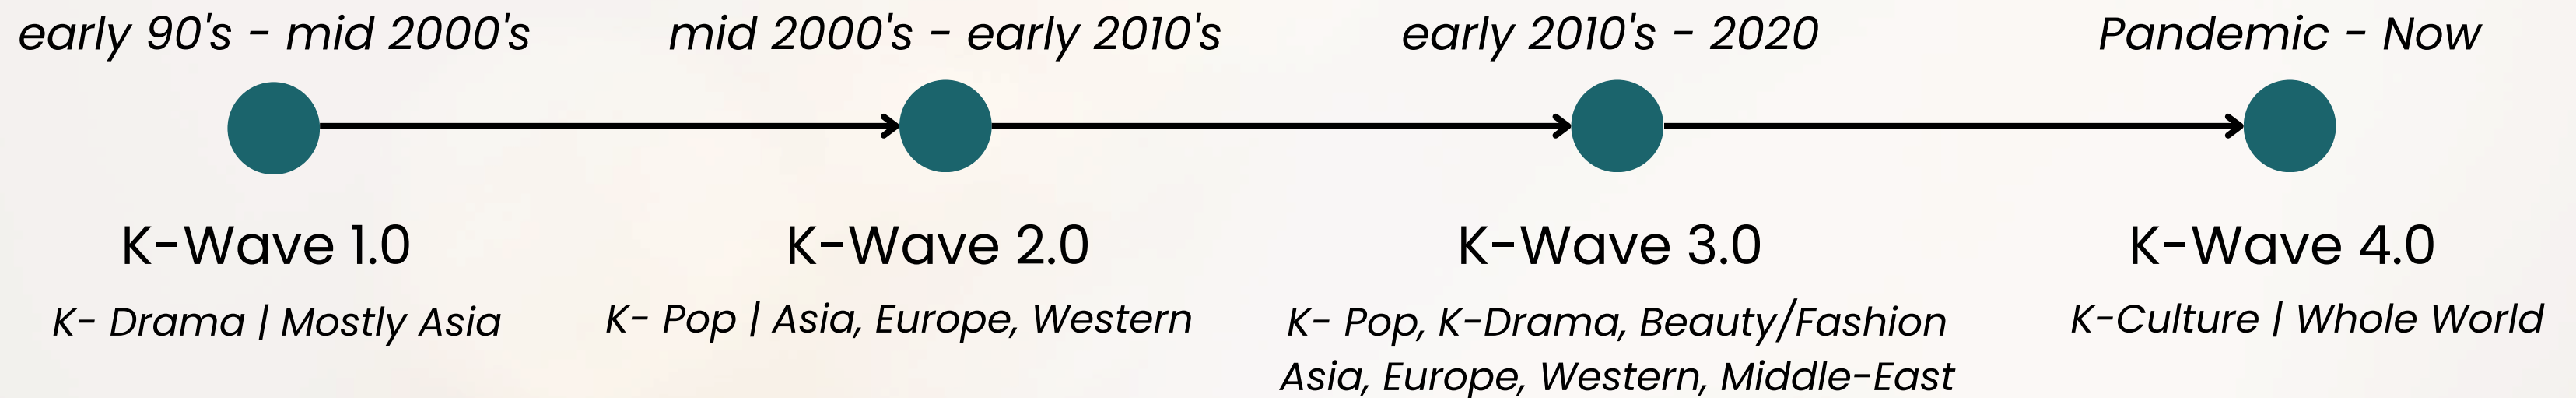 early 90's - mid 2000's
mid 2000's - early 2010's
early 2010's - 2020
Pandemic - Now
K-Wave 1.0
K-Wave 2.0
K-Wave 3.0
K-Wave 4.0
K- Drama | Mostly Asia
K- Pop | Asia, Europe, Western
K- Pop, K-Drama, Beauty/Fashion
Asia, Europe, Western, Middle-East
K-Culture | Whole World